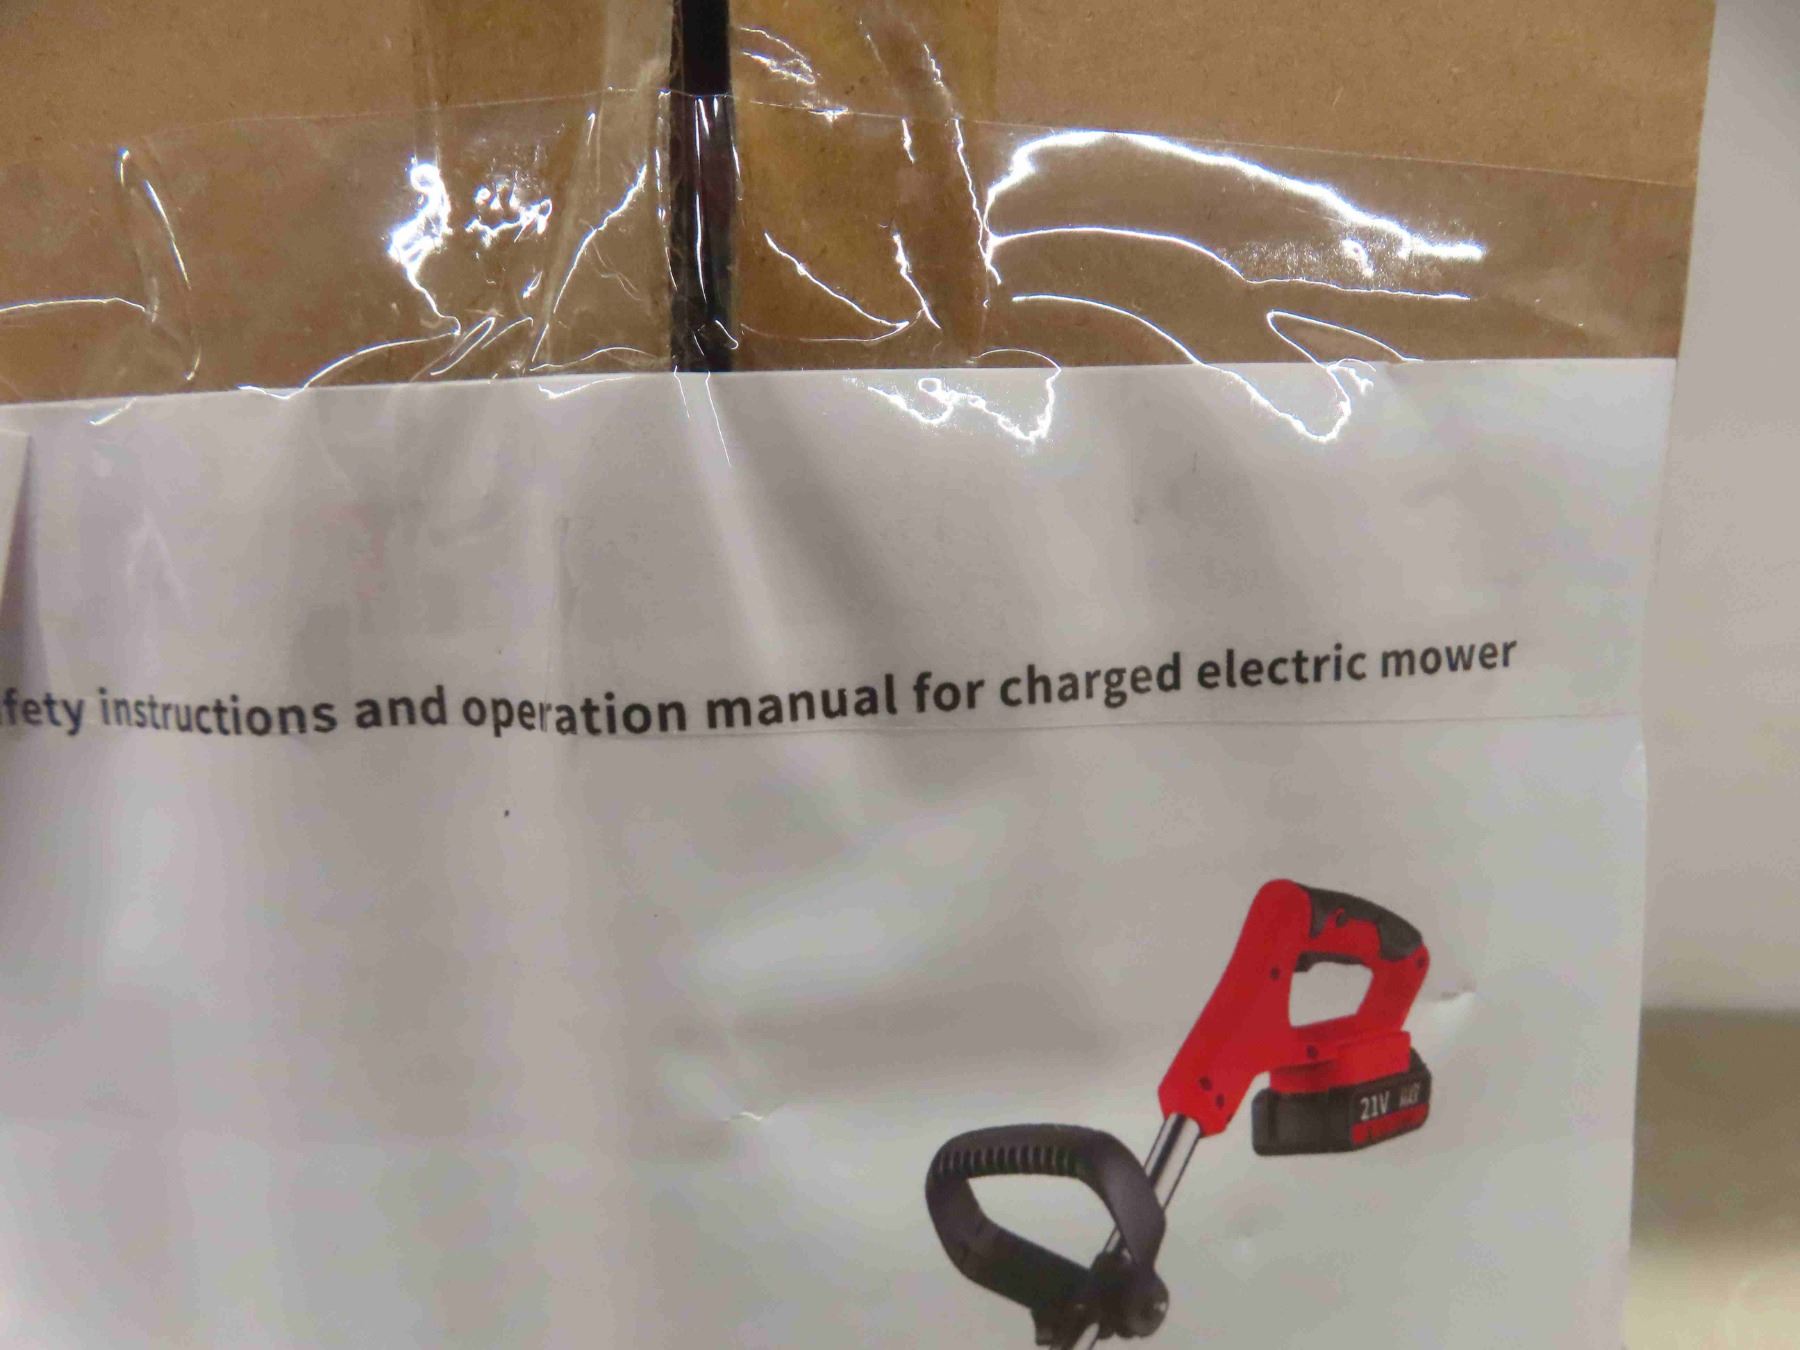 fety instructions and operation manual for charged electric mower
21V